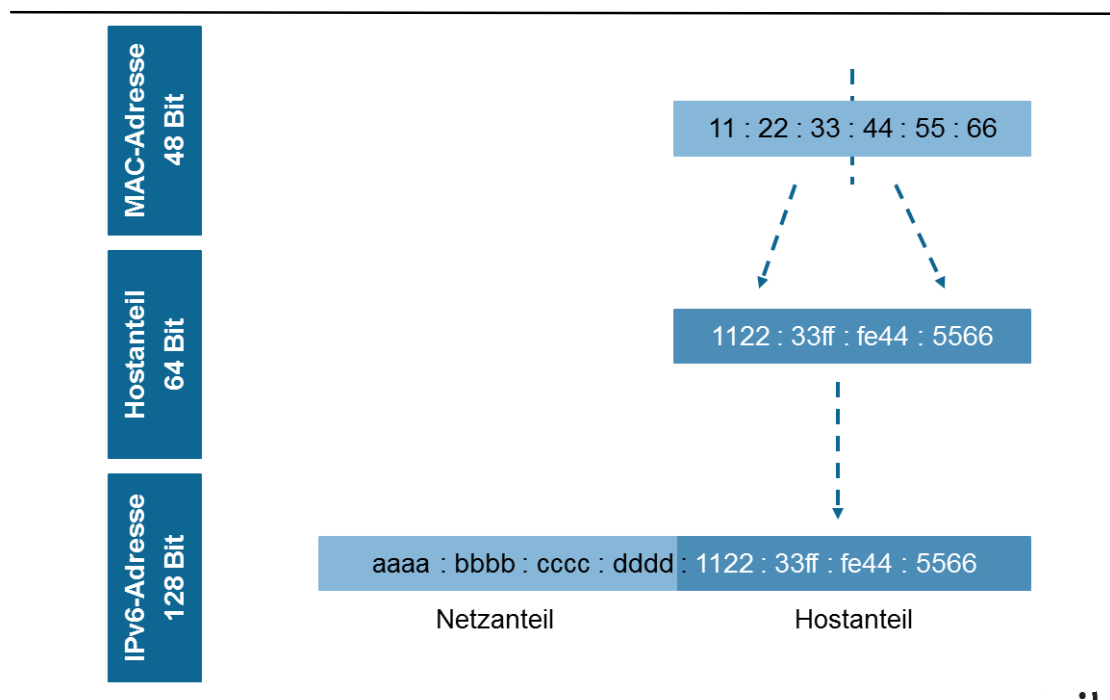 MAC-Adresse
48 Bit
11 : 22 : 33 : 44 : 55 : 66
Hostanteil
64 Bit
1122 : 33ff : fe44 : 5566
IPv6-Adresse
128 Bit
aaaa : bbbb : cccc : dddd : 1122 : 33ff : fe44 : 5566
Netzanteil
Hostanteil